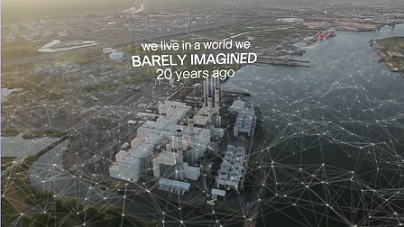 we live in a world we
BARELY IMAGINED
20 years ago